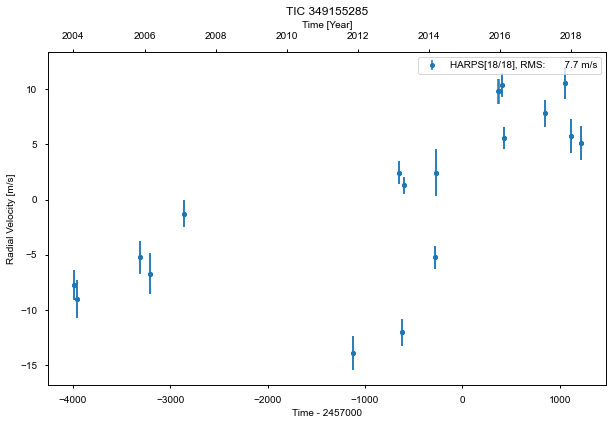 TIC 349155285
Time [Year]
2004 2006 2008 2010 2012 2014 2016 2018
HARPS[18/18], RMS: 7.7 m/s
Radial Velocity [m/s]
10
5
0
−5
−10
−15
−4000 −3000 −2000 −1000 0 1000
Time - 2457000